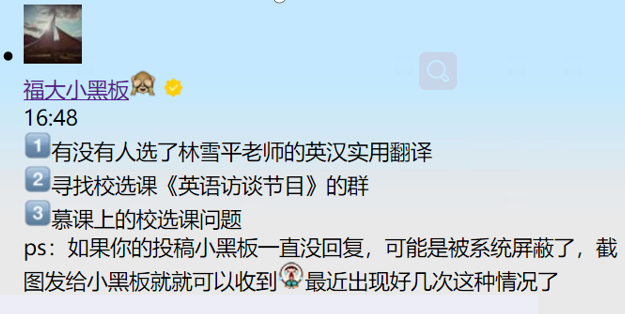 福大小黑板
16:48
1有没有人选了林雪平老师的英汉实用翻译
2寻找校选课《英语访谈节目》的群
3慕课上的校选课问题
ps：如果你的投稿小黑板一直没回复，可能是被系统屏蔽了，截
图发给小黑板就就可以收到最近出现好几次这种情况了